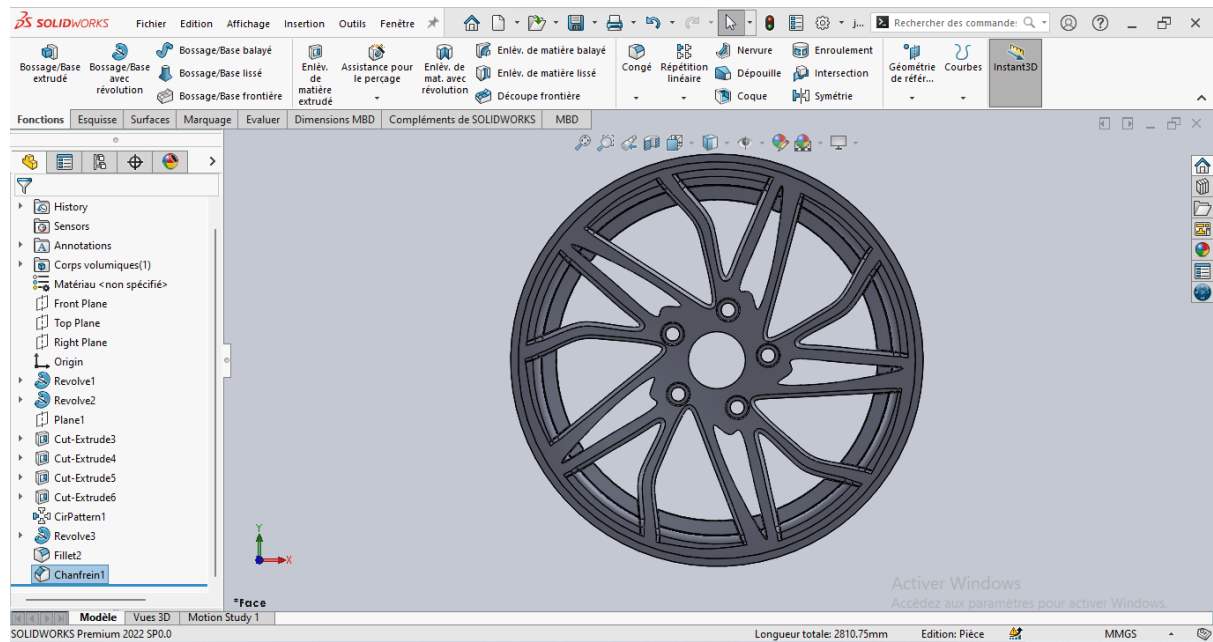 SOLIDWORKS Fichier Edition Affichage Insertion Outils Fenêtre j... Rechercher des commande:
Bossage/Base extrudé
Bossage/Base avec révolution
Bossage/Base balayé
Bossage/Base lissé
Bossage/Base frontière
Enlèv. de matière extrudé
Assistance pour le perçage
Enlèv. de mat. avec révolution
Enlèv. de matière balayé
Enlèv. de matière lissé
Découpe frontière
Congé
Répétition linéaire
Nervure
Dépouille
Coque
Enroulement
Intersection
Symétrie
Géométrie de référ...
Courbes
Instant3D
Fonctions Esquisse Surfaces Marquage Evaluer Dimensions MBD Compléments de SOLIDWORKS MBD
History
Sensors
Annotations
Corps volumiques(1)
Matériau <non spécifié>
Front Plane
Top Plane
Right Plane
Origin
Revolve1
Revolve2
Plane1
Cut-Extrude3
Cut-Extrude4
Cut-Extrude5
Cut-Extrude6
CirPattern1
Revolve3
Fillet2
Chanfrein1
Y
X
*Face
Activer Windows
Accédez aux paramètres pour activer Windows.
Modèle Vues 3D Motion Study 1
SOLIDWORKS Premium 2022 SP0.0 Longueur totale: 2810.75mm Edition: Pièce MMGS